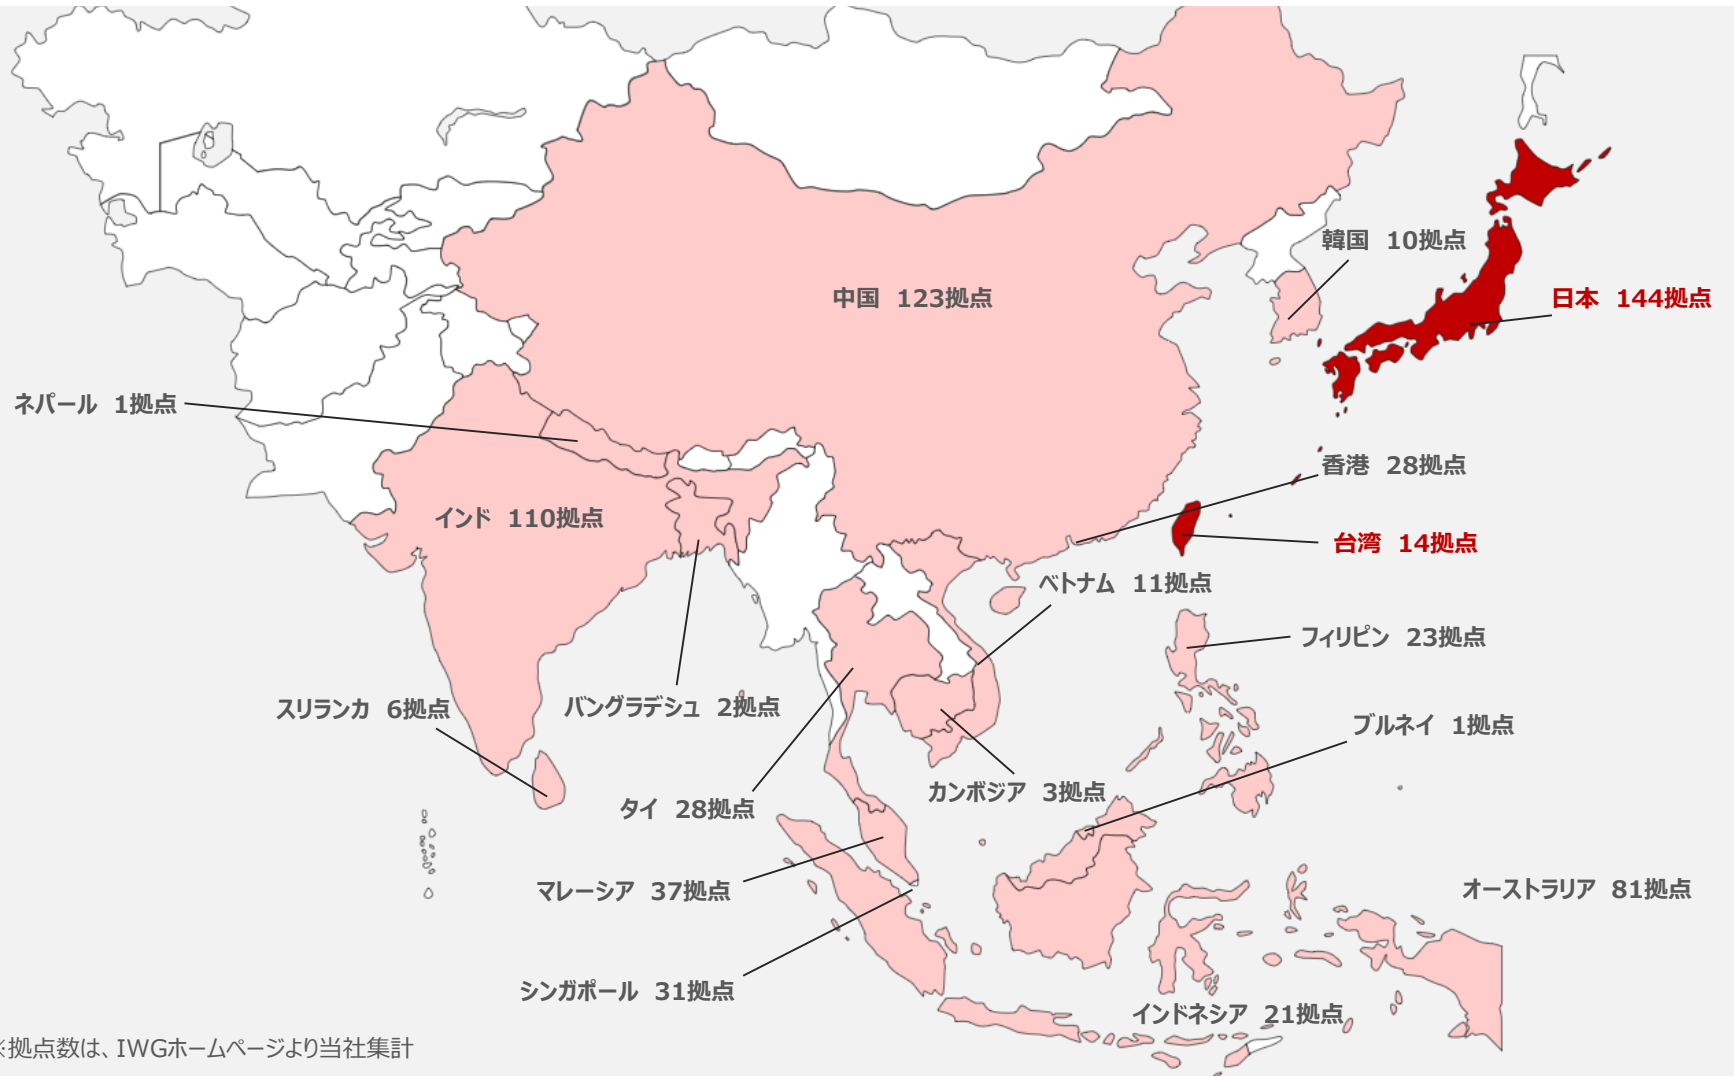 韓国 10拠点
中国 123拠点
日本 144拠点
ネパール 1拠点
香港 28拠点
インド 110拠点
台湾 14拠点
ベトナム 11拠点
フィリピン 23拠点
スリランカ 6拠点
バングラデシュ 2拠点
ブルネイ 1拠点
カンボジア 3拠点
タイ 28拠点
マレーシア 37拠点
オーストラリア 81拠点
シンガポール 31拠点
インドネシア 21拠点
※拠点数は、IWGホームページより当社集計